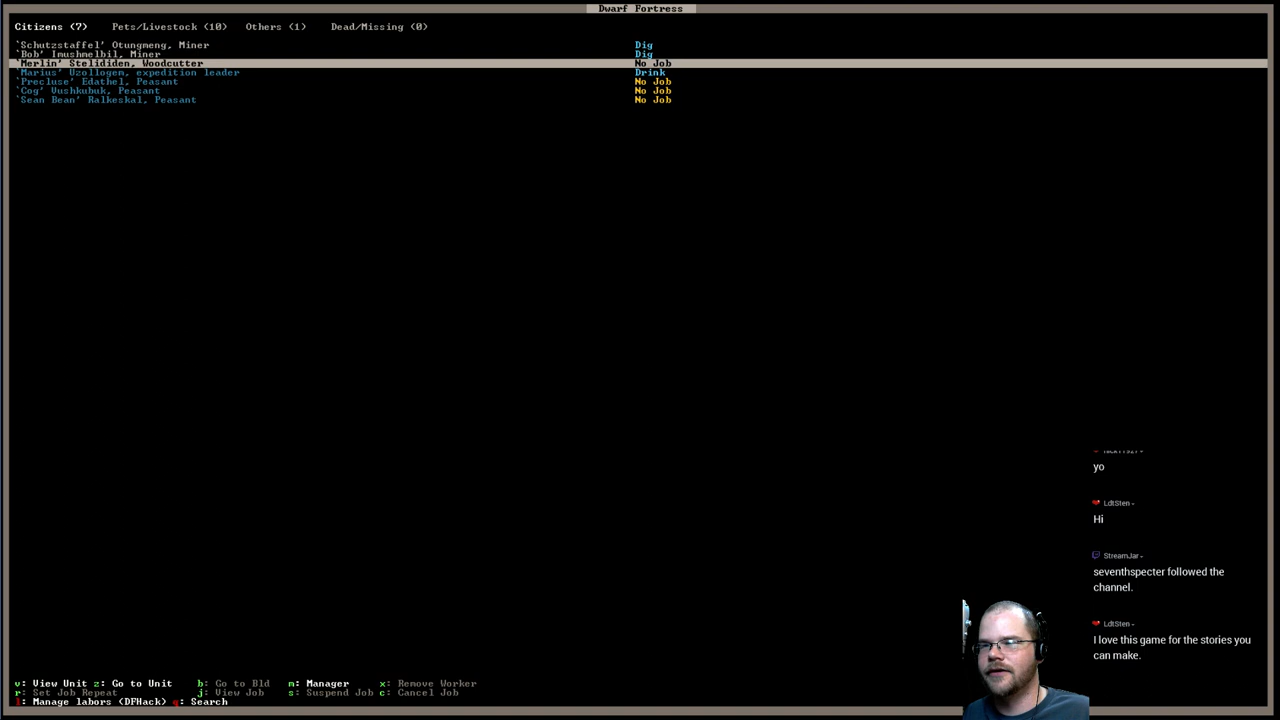 Dwarf Fortress
Citizens (7) Pets/Livestock (10) Others (1) Dead/Missing (0)
`Schutzstaffel' Otungmeng, Miner Dig
`Bob' Imushmelbil, Miner Dig
`Merlin' Stelididen, Woodcutter No Job
`Marius' Uzollogem, expedition leader Drink
`Precluse' Edathel, Peasant No Job
`Cog' Vushkubuk, Peasant No Job
`Sean Bean' Ralkeskal, Peasant No Job
yo
LdtSten
Hi
StreamJar
seventhspecter followed the
channel.
LdtSten
I love this game for the stories you
can make.
v: View Unit z: Go to Unit b: Go to Bld m: Manager x: Remove Worker
r: Set Job Repeat j: View Job s: Suspend Job c: Cancel Job
l: Manage labors (DFHack) q: Search